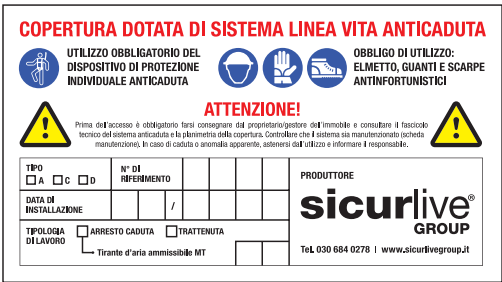 COPERTURA DOTATA DI SISTEMA LINEA VITA ANTICADUTA
UTILIZZO OBBLIGATORIO DEL
DISPOSITIVO DI PROTEZIONE
INDIVIDUALE ANTICADUTA
OBBLIGO DI UTILIZZO:
ELMETTO, GUANTI E SCARPE
ANTINFORTUNISTICI
ATTENZIONE!
Prima dell'accesso è obbligatorio farsi consegnare dal proprietario/gestore dell'immobile e consultare il fascicolo
tecnico del sistema anticaduta e la planimetria della copertura. Controllare che il sistema sia manutenzionato (scheda
manutenzione). In caso di caduta o anomalia apparente, astenersi dall'utilizzo e informare il responsabile.
TIPO
A C D
N° DI
RIFERIMENTO
DATA DI
INSTALLAZIONE
/
TIPOLOGIA
DI LAVORO
ARRESTO CADUTA
TRATTENUTA
Tirante d'aria ammissibile MT
PRODUTTORE
sicurlive®
GROUP
Tel. 030 684 0278 | www.sicurlivegroup.it